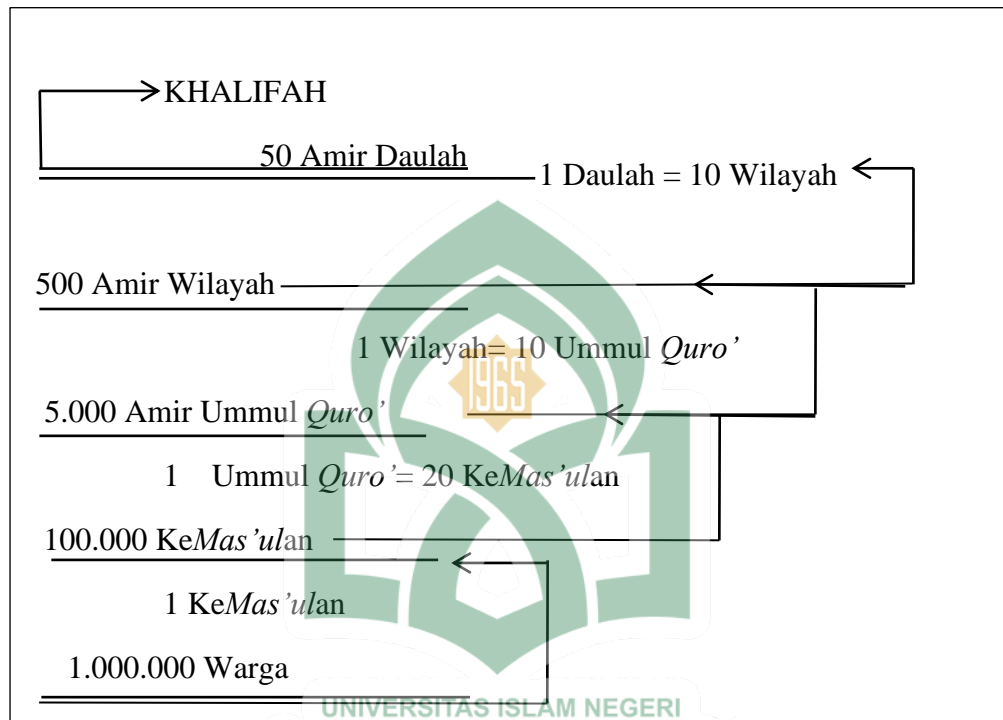 KHALIFAH
50 Amir Daulah
1 Daulah = 10 Wilayah
500 Amir Wilayah
1 Wilayah= 10 Ummul Quro’
1965
5.000 Amir Ummul Quro’
1 Ummul Quro’= 20 KeMas’ulan
100.000 KeMas’ulan
1 KeMas’ulan
1.000.000 Warga
UNIVERSITAS ISLAM NEGERI